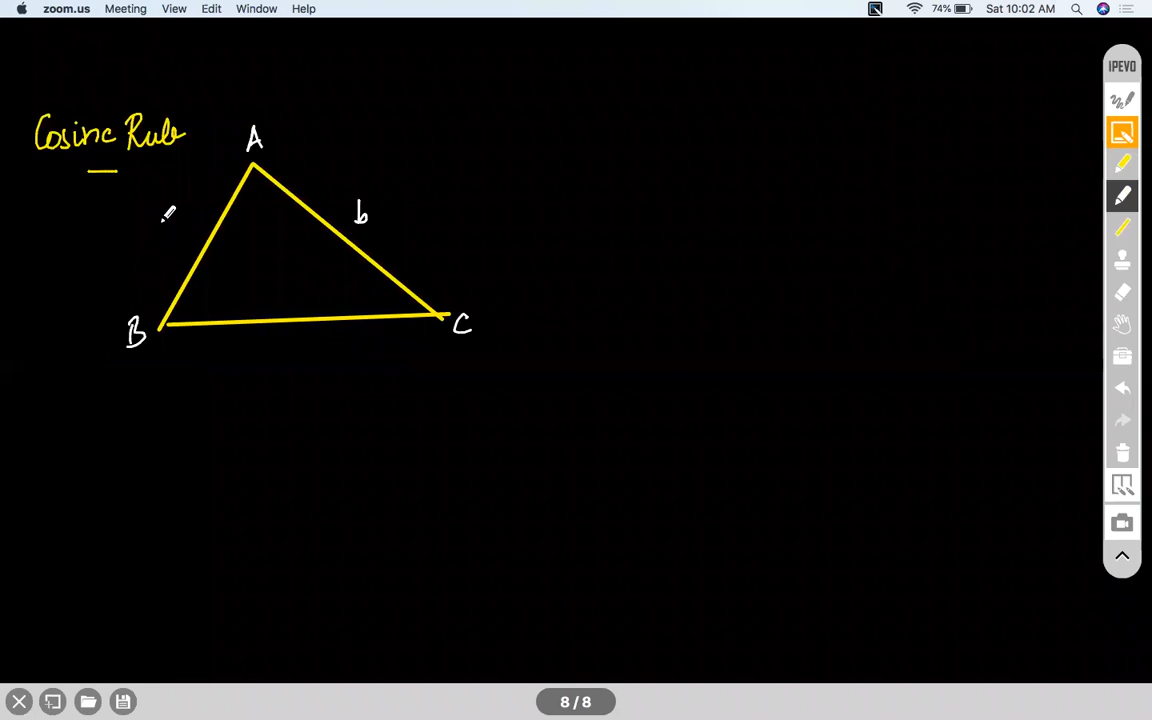 zoom.us Meeting View Edit Window Help 74% Sat 10:02 AM
IPEVO
Cosine Rule
A
b
B
C
8/8